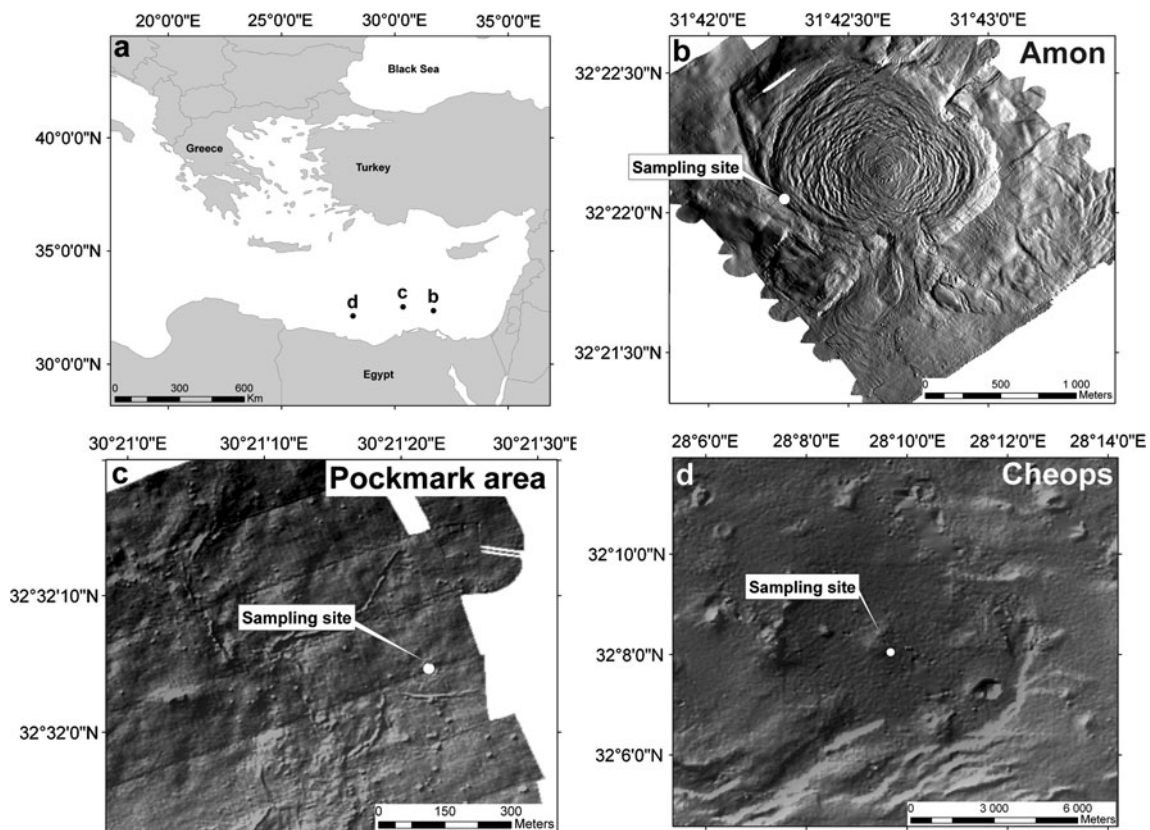 20°0'0"E 25°0'0"E 30°0'0"E 35°0'0"E
a
Black Sea
40°0'0"N
Greece
Turkey
35°0'0"N
d c b
30°0'0"N
Egypt
0 300 600
Km
31°42'0"E 31°42'30"E 31°43'0"E
b
Amon
32°22'30"N
Sampling site
32°22'0"N
32°21'30"N
0 500 1 000
Meters
30°21'0"E 30°21'10"E 30°21'20"E 30°21'30"E
c
Pockmark area
32°32'10"N
Sampling site
32°32'0"N
0 150 300
Meters
28°6'0"E 28°8'0"E 28°10'0"E 28°12'0"E 28°14'0"E
d
Cheops
32°10'0"N
Sampling site
32°8'0"N
32°6'0"N
0 3 000 6 000
Meters